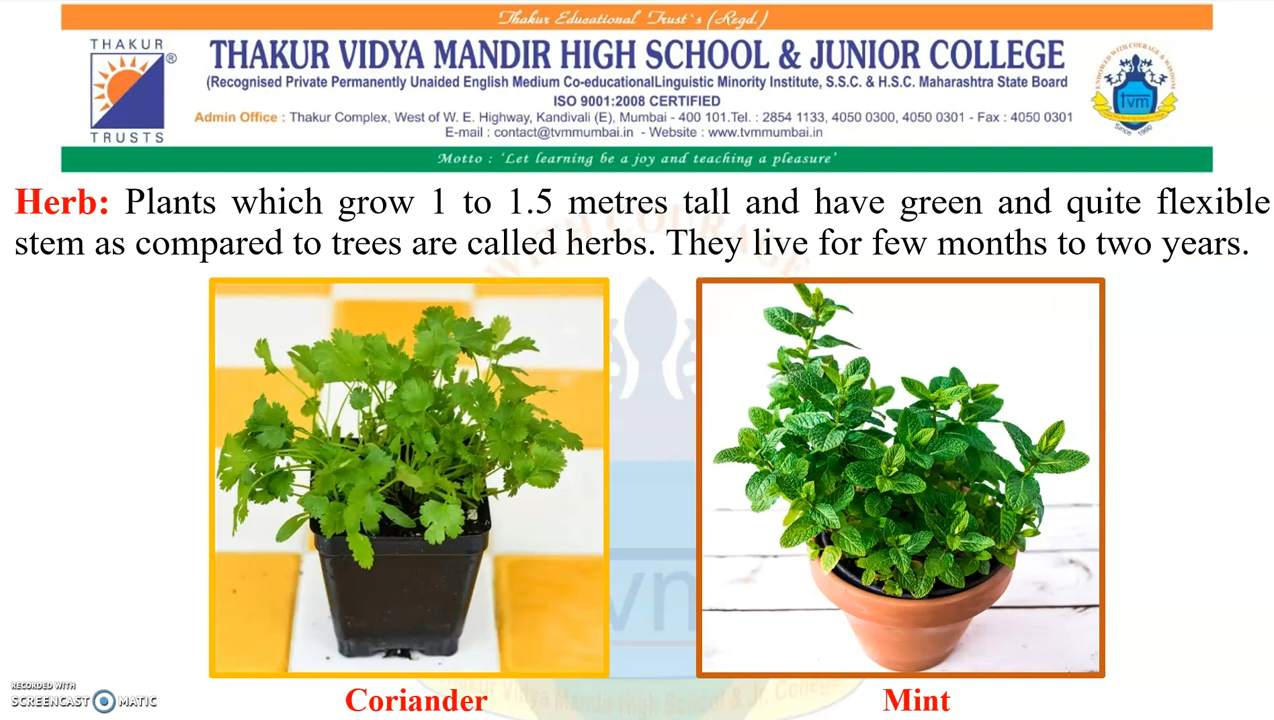 Thakur Educational Trust`s (Regd.)
THAKUR
TRUSTS
®
THAKUR VIDYA MANDIR HIGH SCHOOL & JUNIOR COLLEGE
(Recognised Private Permanently Unaided English Medium Co-educationalLinguistic Minority Institute, S.S.C. & H.S.C. Maharashtra State Board
ISO 9001:2008 CERTIFIED
Admin Office : Thakur Complex, West of W. E. Highway, Kandivali (E), Mumbai - 400 101.Tel. : 2854 1133, 4050 0300, 4050 0301 - Fax : 4050 0301
E-mail : contact@tvmmumbai.in - Website : www.tvmmumbai.in
tvm
Since 1990
Motto : ‘Let learning be a joy and teaching a pleasure’
Herb: Plants which grow 1 to 1.5 metres tall and have green and quite flexible
stem as compared to trees are called herbs. They live for few months to two years.
WITH COURAGE
tvm
Coriander
Mint
RECORDED WITH
SCREENCAST MATIC